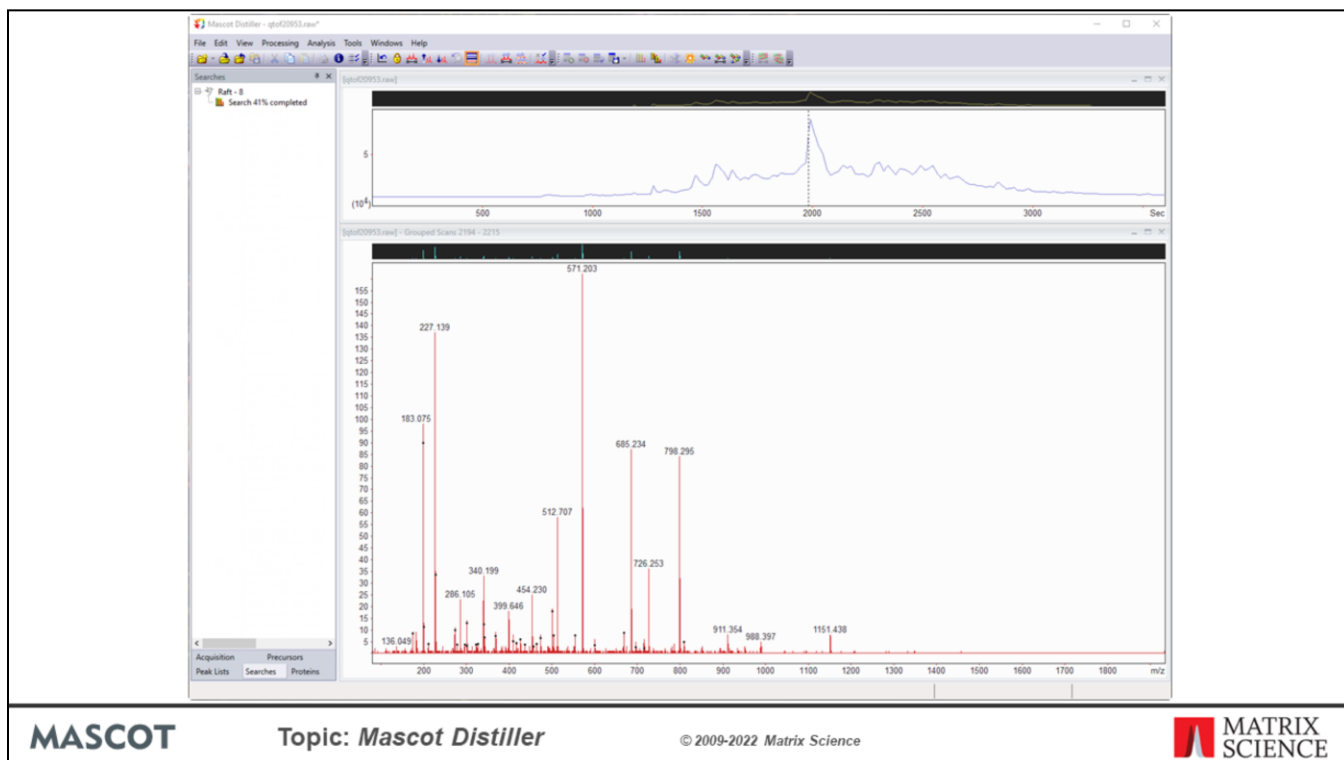 Mascot Distiller - qtof20953.raw*
File Edit View Processing Analysis Tools Windows Help
Searches
Raft - 8
Search 41% completed
Acquisition Precursors
Peak Lists Searches Proteins
[qtof20953.raw]
5
(10⁴)
500 1000 1500 2000 2500 3000 Sec
[qtof20953.raw] - Grouped Scans 2194 - 2215
571.203
155
150
145
140
227.139
135
130
125
120
115
110
105
100
183.075
95
90
685.234
85
798.295
80
75
70
65
60
512.707
55
50
45
40
726.253
35
340.199
30
454.230
25
286.105
20
399.646
15
10
911.354 1151.438
988.397
136.049
5
200 300 400 500 600 700 800 900 1000 1100 1200 1300 1400 1500 1600 1700 1800 m/z
MASCOT
Topic: Mascot Distiller
© 2009-2022 Matrix Science
MATRIX
SCIENCE